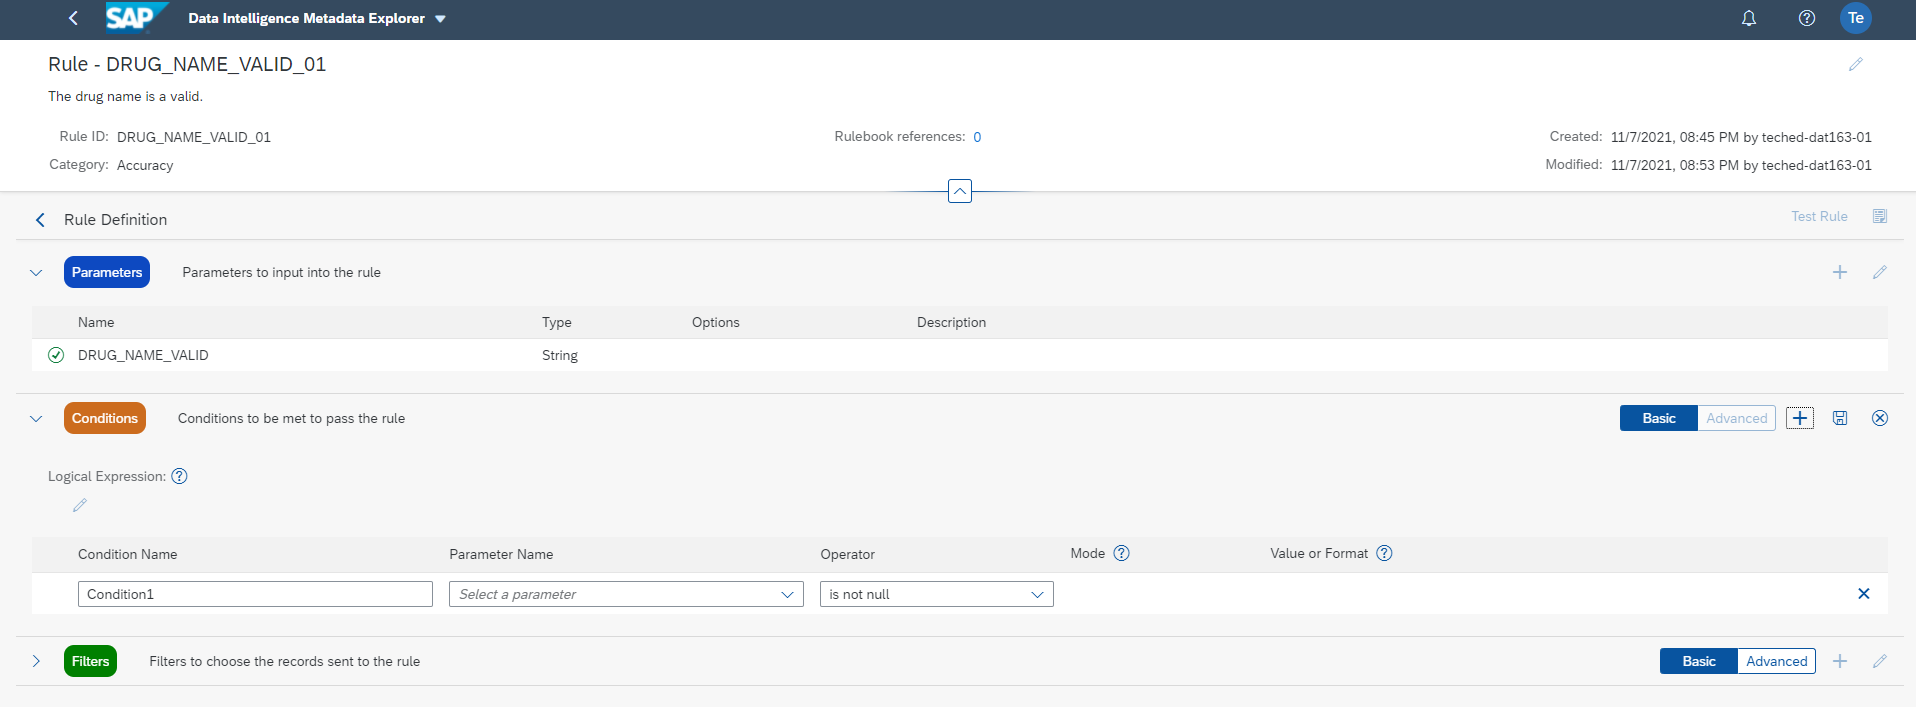 SAP Data Intelligence Metadata Explorer Te
Rule - DRUG_NAME_VALID_01
The drug name is a valid.
Rule ID: DRUG_NAME_VALID_01 Rulebook references: 0 Created: 11/7/2021, 08:45 PM by teched-dat163-01
Category: Accuracy Modified: 11/7/2021, 08:53 PM by teched-dat163-01
Rule Definition Test Rule
Parameters Parameters to input into the rule
Name Type Options Description
DRUG_NAME_VALID String
Conditions Conditions to be met to pass the rule Basic Advanced
Logical Expression:
Condition Name Parameter Name Operator Mode Value or Format
Condition1 Select a parameter is not null
Filters Filters to choose the records sent to the rule Basic Advanced